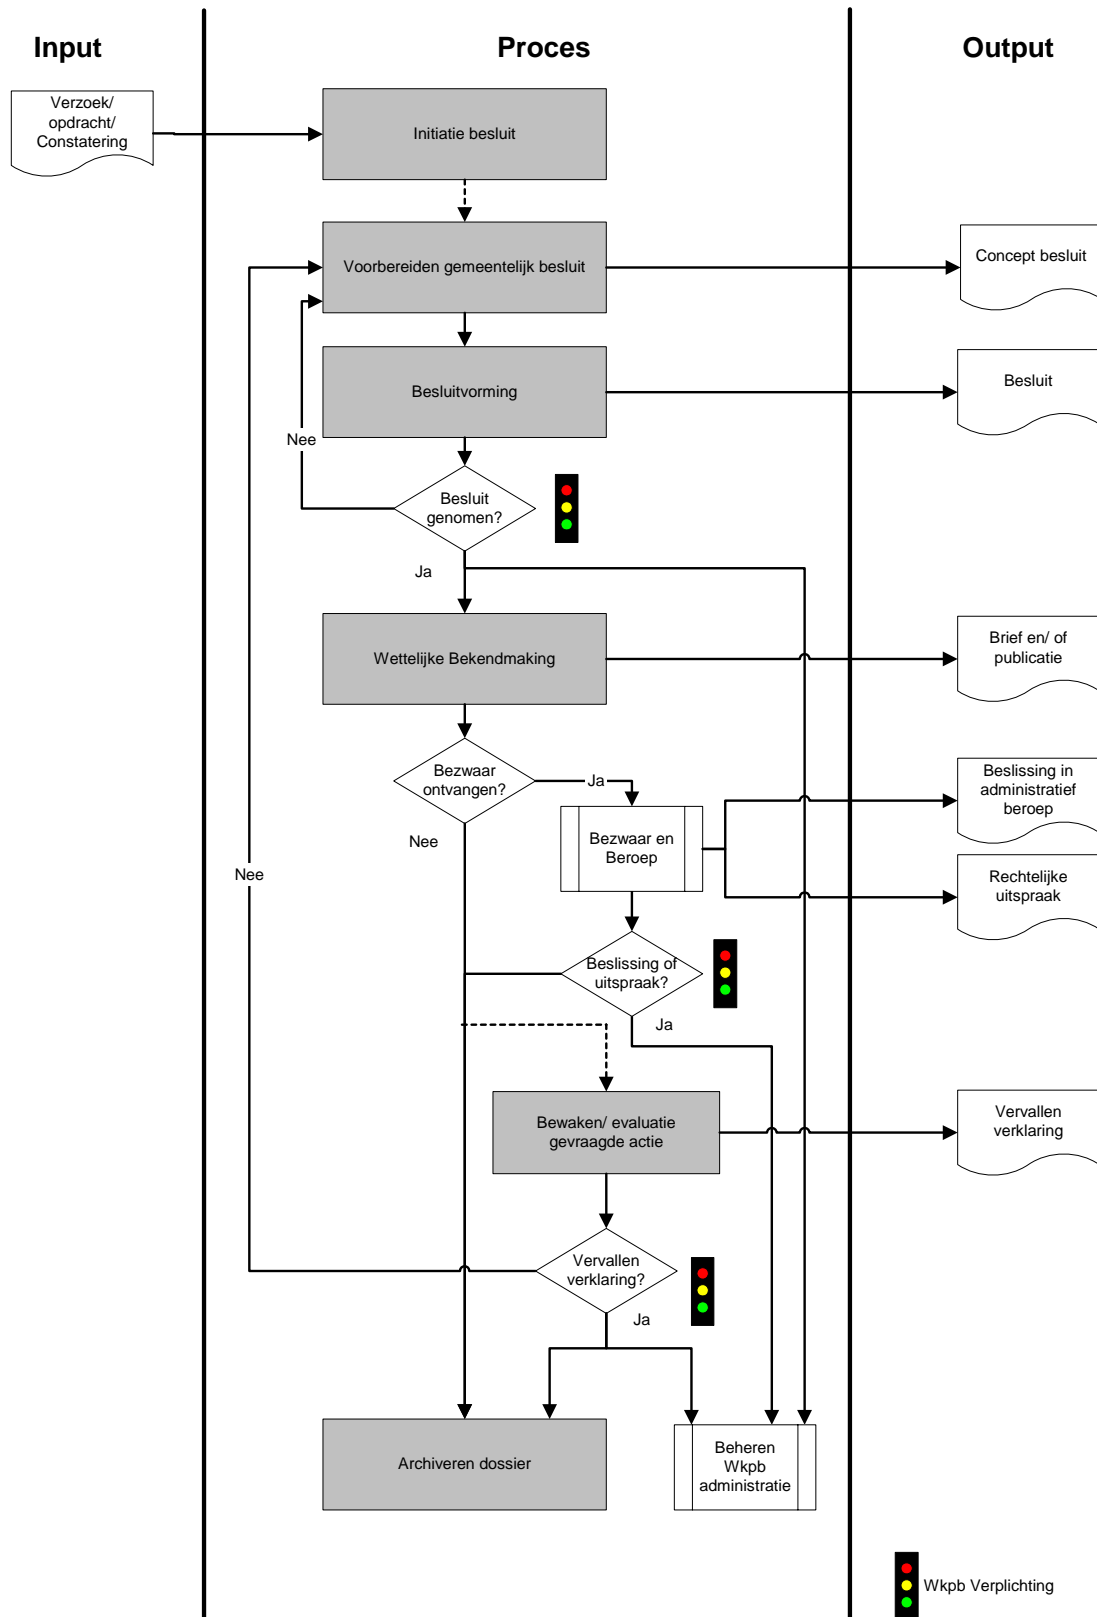 Input
Proces
Output
Verzoek/
opdracht/
Constatering
Initiatie besluit
Voorbereiden gemeentelijk besluit
Concept besluit
Besluitvorming
Besluit
Nee
Besluit
genomen?
Ja
Wettelijke Bekendmaking
Brief en/ of
publicatie
Bezwaar
ontvangen?
Ja
Nee
Bezwaar en
Beroep
Beslissing in
administratief
beroep
Rechtelijke
uitspraak
Nee
Beslissing of
uitspraak?
Ja
Bewaken/ evaluatie
gevraagde actie
Vervallen
verklaring
Vervallen
verklaring?
Ja
Archiveren dossier
Beheren
Wkpb
administratie
Wkpb Verplichting